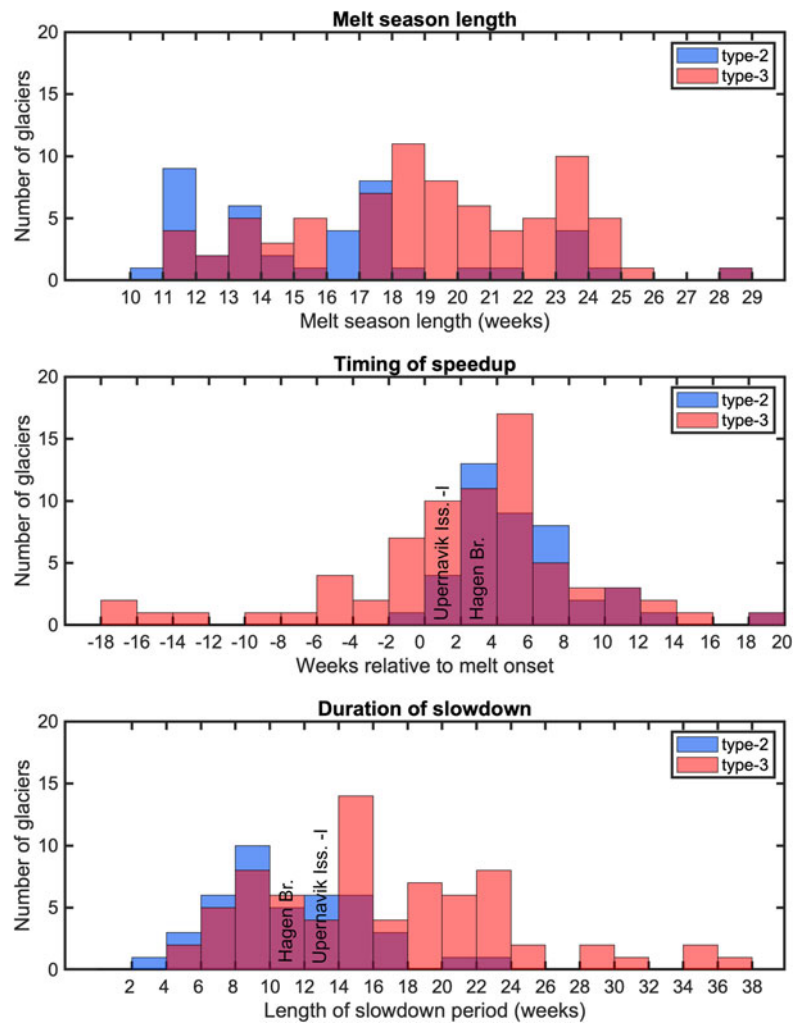 Melt season length
20
15
10
5
0
Number of glaciers
type-2
type-3
10 11 12 13 14 15 16 17 18 19 20 21 22 23 24 25 26 27 28 29
Melt season length (weeks)
Timing of speedup
20
15
10
5
0
Number of glaciers
type-2
type-3
Upernavik Iss. -I
Hagen Br.
-18 -16 -14 -12 -10 -8 -6 -4 -2 0 2 4 6 8 10 12 14 16 18 20
Weeks relative to melt onset
Duration of slowdown
20
15
10
5
0
Number of glaciers
type-2
type-3
Hagen Br.
Upernavik Iss. -I
2 4 6 8 10 12 14 16 18 20 22 24 26 28 30 32 34 36 38
Length of slowdown period (weeks)